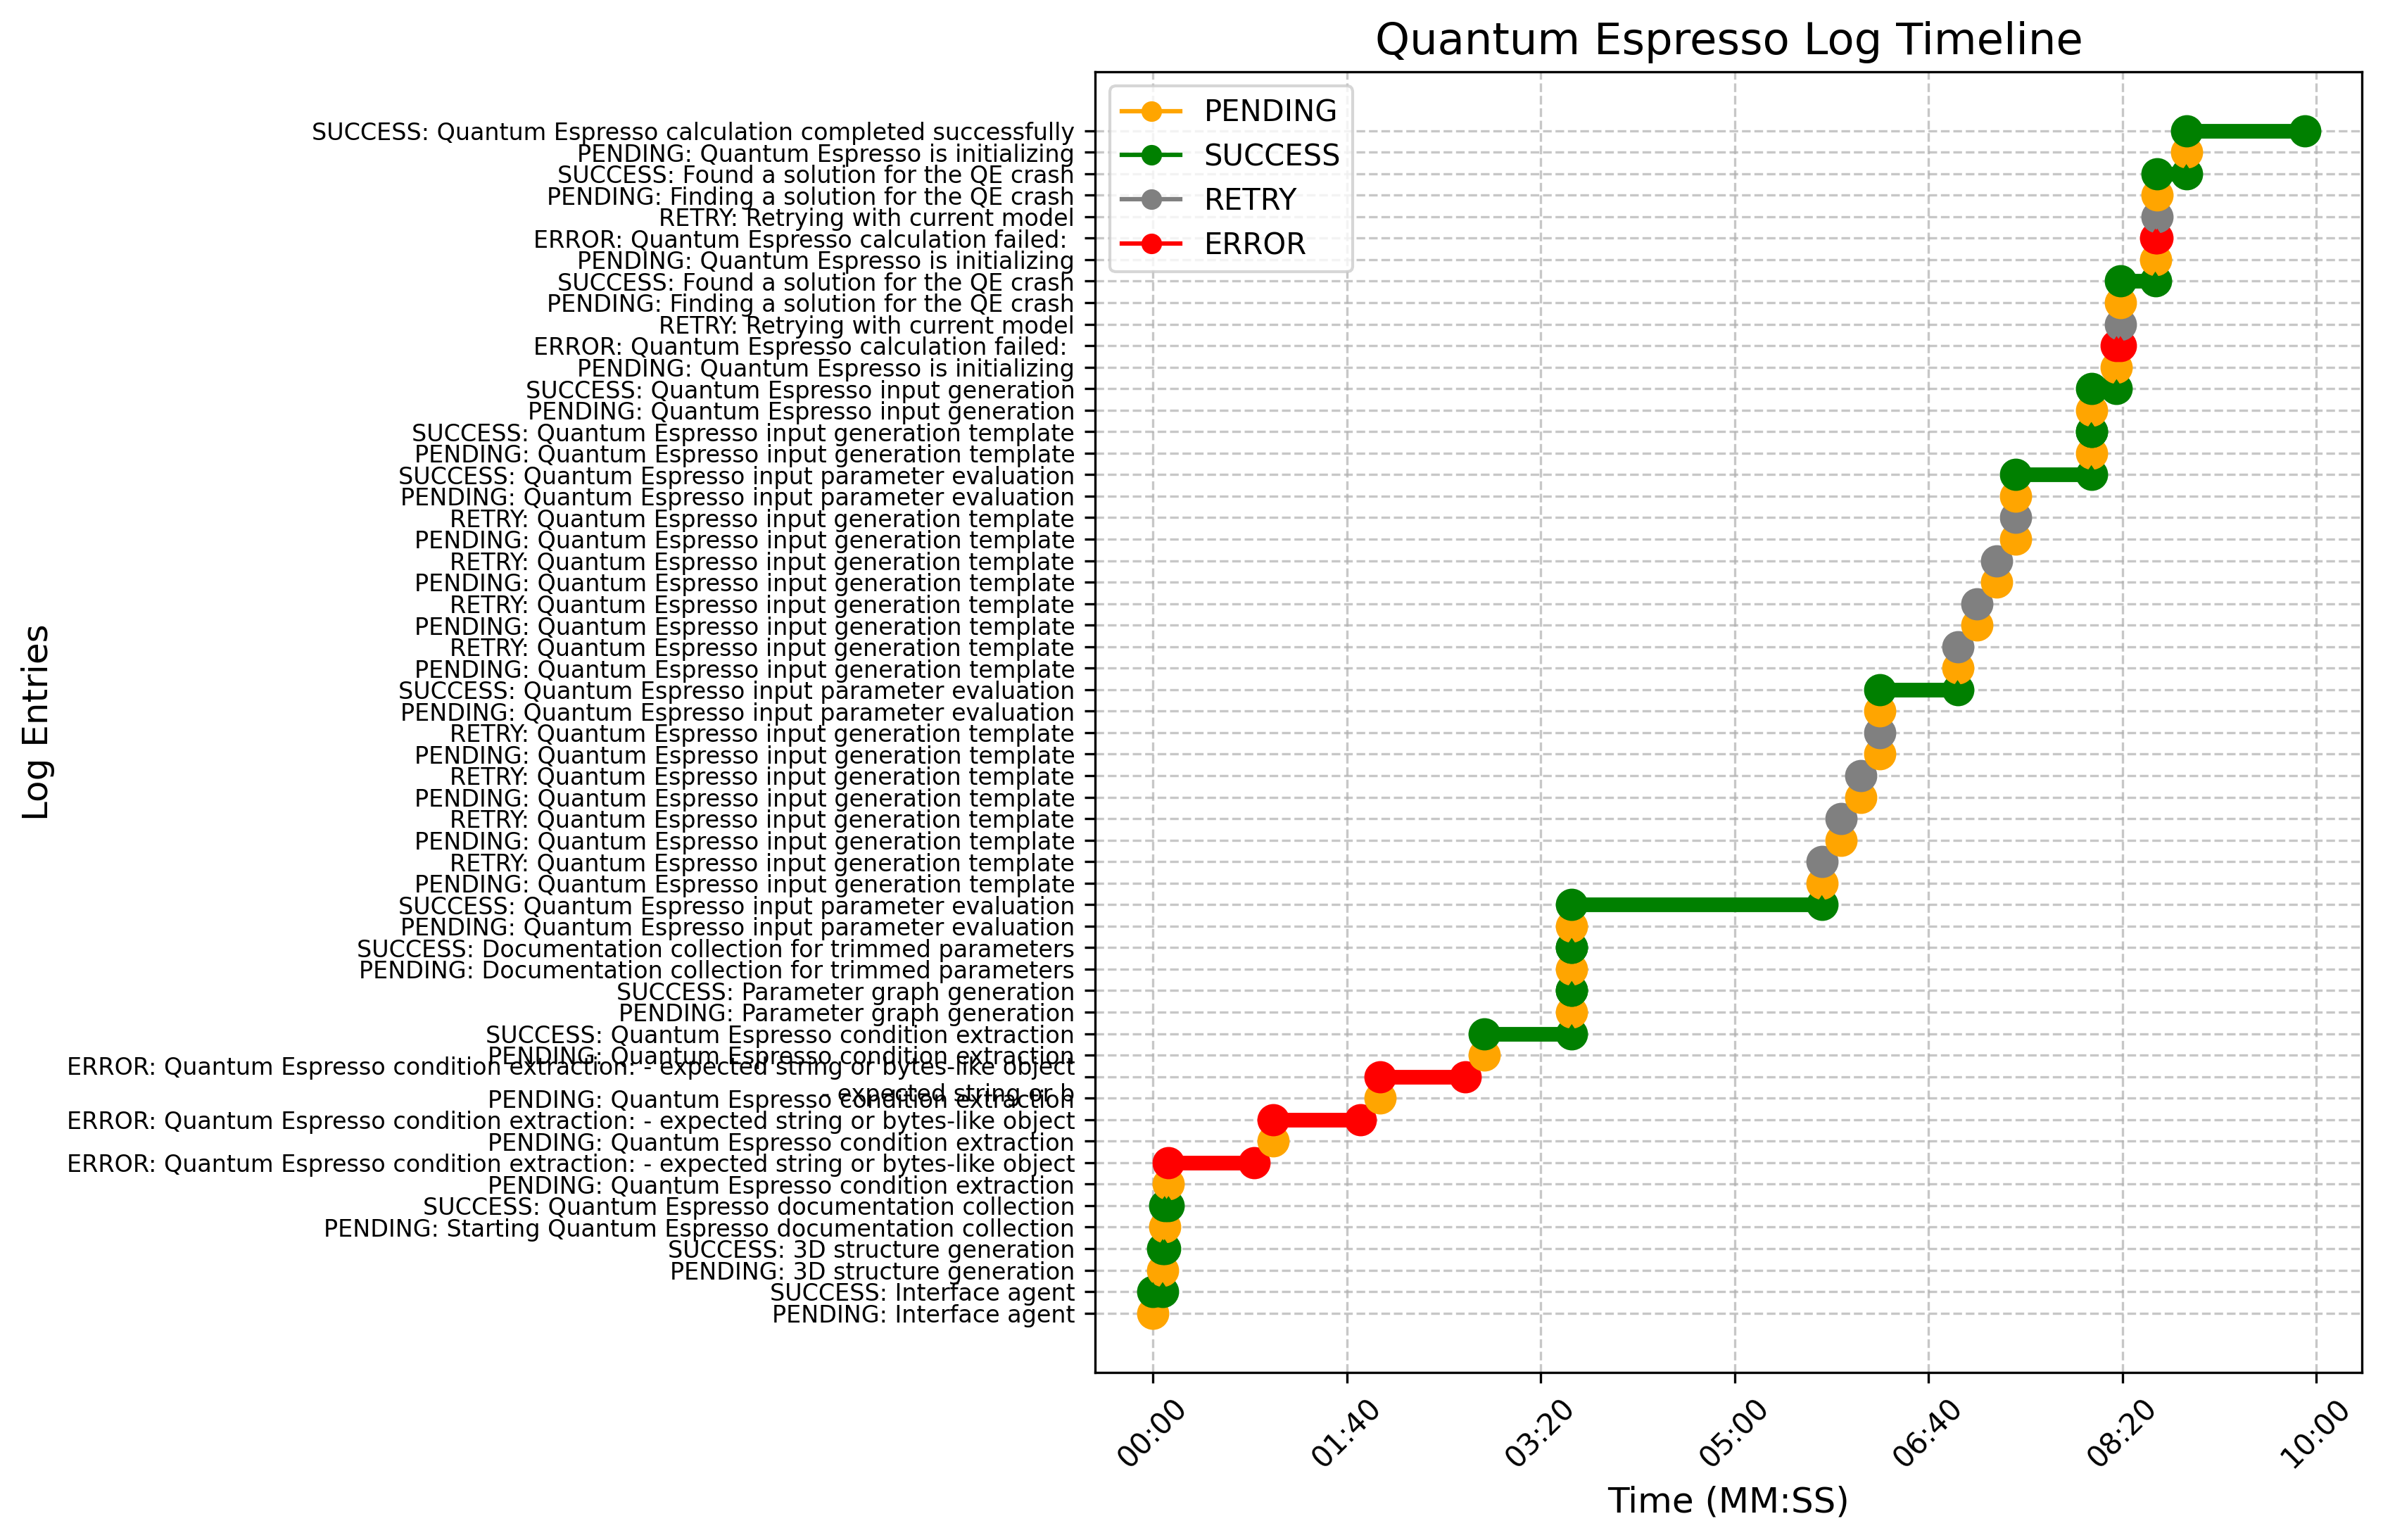 Quantum Espresso Log Timeline
PENDING
SUCCESS
RETRY
ERROR
SUCCESS: Quantum Espresso calculation completed successfully
PENDING: Quantum Espresso is initializing
SUCCESS: Found a solution for the QE crash
PENDING: Finding a solution for the QE crash
RETRY: Retrying with current model
ERROR: Quantum Espresso calculation failed:
PENDING: Quantum Espresso is initializing
SUCCESS: Found a solution for the QE crash
PENDING: Finding a solution for the QE crash
RETRY: Retrying with current model
ERROR: Quantum Espresso calculation failed:
PENDING: Quantum Espresso is initializing
SUCCESS: Quantum Espresso input generation
PENDING: Quantum Espresso input generation
SUCCESS: Quantum Espresso input generation template
PENDING: Quantum Espresso input generation template
SUCCESS: Quantum Espresso input parameter evaluation
PENDING: Quantum Espresso input parameter evaluation
RETRY: Quantum Espresso input generation template
PENDING: Quantum Espresso input generation template
RETRY: Quantum Espresso input generation template
PENDING: Quantum Espresso input generation template
RETRY: Quantum Espresso input generation template
PENDING: Quantum Espresso input generation template
RETRY: Quantum Espresso input generation template
PENDING: Quantum Espresso input generation template
SUCCESS: Quantum Espresso input parameter evaluation
PENDING: Quantum Espresso input parameter evaluation
RETRY: Quantum Espresso input generation template
PENDING: Quantum Espresso input generation template
RETRY: Quantum Espresso input generation template
PENDING: Quantum Espresso input generation template
RETRY: Quantum Espresso input generation template
PENDING: Quantum Espresso input generation template
RETRY: Quantum Espresso input generation template
PENDING: Quantum Espresso input generation template
SUCCESS: Quantum Espresso input parameter evaluation
PENDING: Quantum Espresso input parameter evaluation
SUCCESS: Documentation collection for trimmed parameters
PENDING: Documentation collection for trimmed parameters
SUCCESS: Parameter graph generation
PENDING: Parameter graph generation
SUCCESS: Quantum Espresso condition extraction
PENDING: Quantum Espresso condition extraction
ERROR: Quantum Espresso condition extraction: - expected string or bytes-like object
- expected string or b
PENDING: Quantum Espresso condition extraction
ERROR: Quantum Espresso condition extraction: - expected string or bytes-like object
PENDING: Quantum Espresso condition extraction
ERROR: Quantum Espresso condition extraction: - expected string or bytes-like object
PENDING: Quantum Espresso condition extraction
SUCCESS: Quantum Espresso documentation collection
PENDING: Starting Quantum Espresso documentation collection
SUCCESS: 3D structure generation
PENDING: 3D structure generation
SUCCESS: Interface agent
PENDING: Interface agent
Log Entries
00:00
01:40
03:20
05:00
06:40
08:20
10:00
Time (MM:SS)